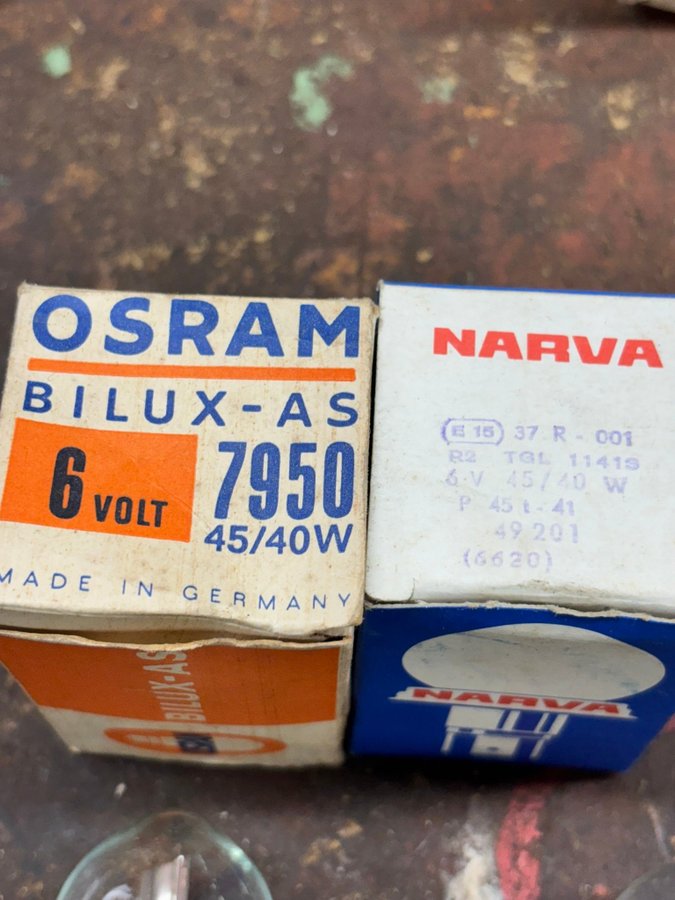 OSRAM
BILUX-AS
6 VOLT
7950
45/40W
MADE IN GERMANY
BILUX-AS
NARVA
E 15 37 R - 001
R2 TGL 11413
6 V 45/40 W
P 45 t - 41
49 201
(6620)
NARVA